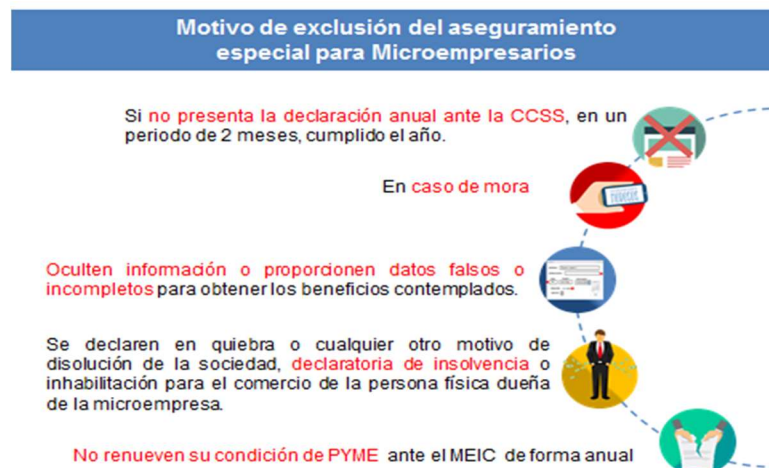 Motivo de exclusión del aseguramiento
especial para Microempresarios
Si no presenta la declaración anual ante la CCSS, en un
periodo de 2 meses, cumplido el año.
En caso de mora
Oculten información o proporcionen datos falsos o
incompletos para obtener los beneficios contemplados.
Se declaren en quiebra o cualquier otro motivo de
disolución de la sociedad, declaratoria de insolvencia o
inhabilitación para el comercio de la persona física dueña
de la microempresa.
No renueven su condición de PYME ante el MEIC de forma anual